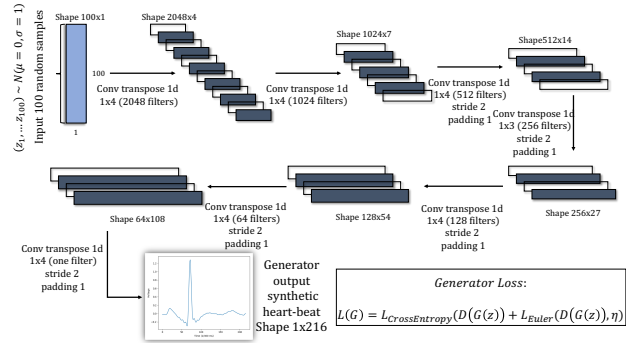 (z1, ... z100) ~ N(μ = 0, σ = 1)
Input 100 random samples
Shape 100x1
100
1
Conv transpose 1d
1x4 (2048 filters)
Shape 2048x4
Conv transpose 1d
1x4 (1024 filters)
Shape 1024x7
Conv transpose 1d
1x4 (512 filters)
stride 2
padding 1
Shape512x14
Conv transpose 1d
1x3 (256 filters)
stride 2
padding 1
Shape 256x27
Conv transpose 1d
1x4 (128 filters)
stride 2
padding 1
Shape 128x54
Conv transpose 1d
1x4 (64 filters)
stride 2
padding 1
Shape 64x108
Conv transpose 1d
1x4 (one filter)
stride 2
padding 1
Generator
output
synthetic
heart-beat
Shape 1x216
Generator Loss:
L(G) = LCrossEntropy(D(G(z)) + LEuler(D(G(z)), η)